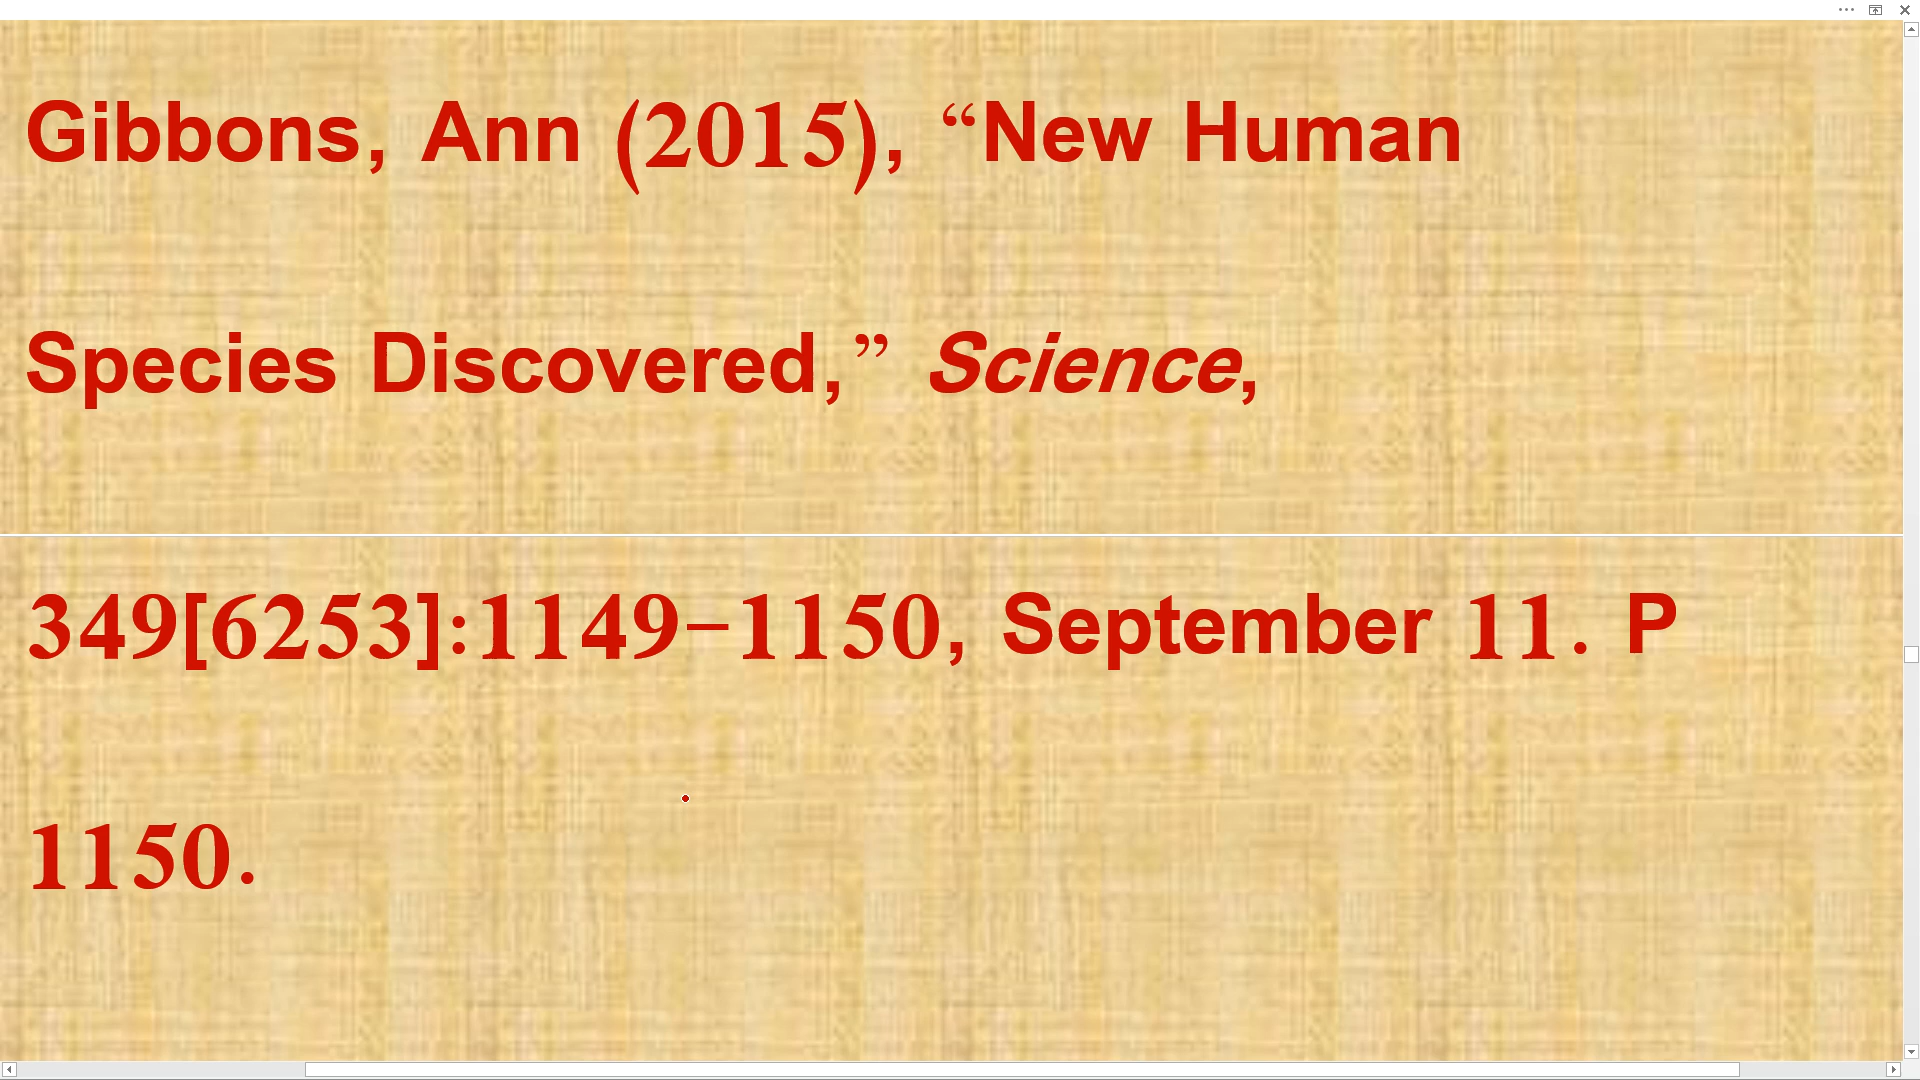 Gibbons, Ann (2015), “New Human
Species Discovered,” Science,
349[6253]:1149–1150, September 11. P
1150.